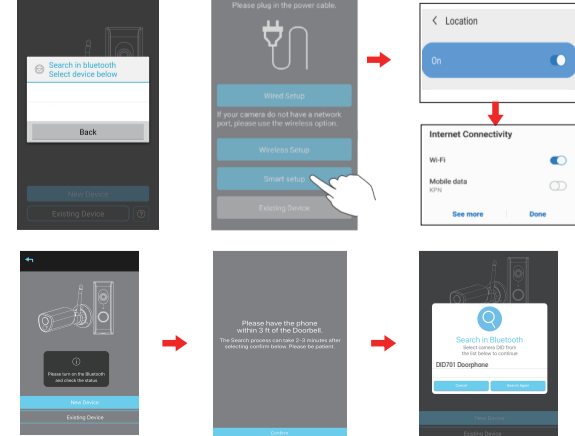 Search in bluetooth
Select device below
Back
New Device
Existing Device
Please plug in the power cable.
Wired Setup
If your camera do not have a network
port, please use the wireless option.
Wireless Setup
Smart setup
Existing Device
Location
On
Internet Connectivity
Wi-Fi
Mobile data
KPN
See more
Done
Please turn on the Bluetooth
and check the status
New Device
Existing Device
Please have the phone
within 3 ft of the Doorbell.
The Search process can take 2-3 minutes after
selecting confirm below. Please be patient.
Confirm
Search in Bluetooth
Select camera DID from
the list below to continue
DID701 Doorphone
Cancel
Search Again
New Device
Existing Device